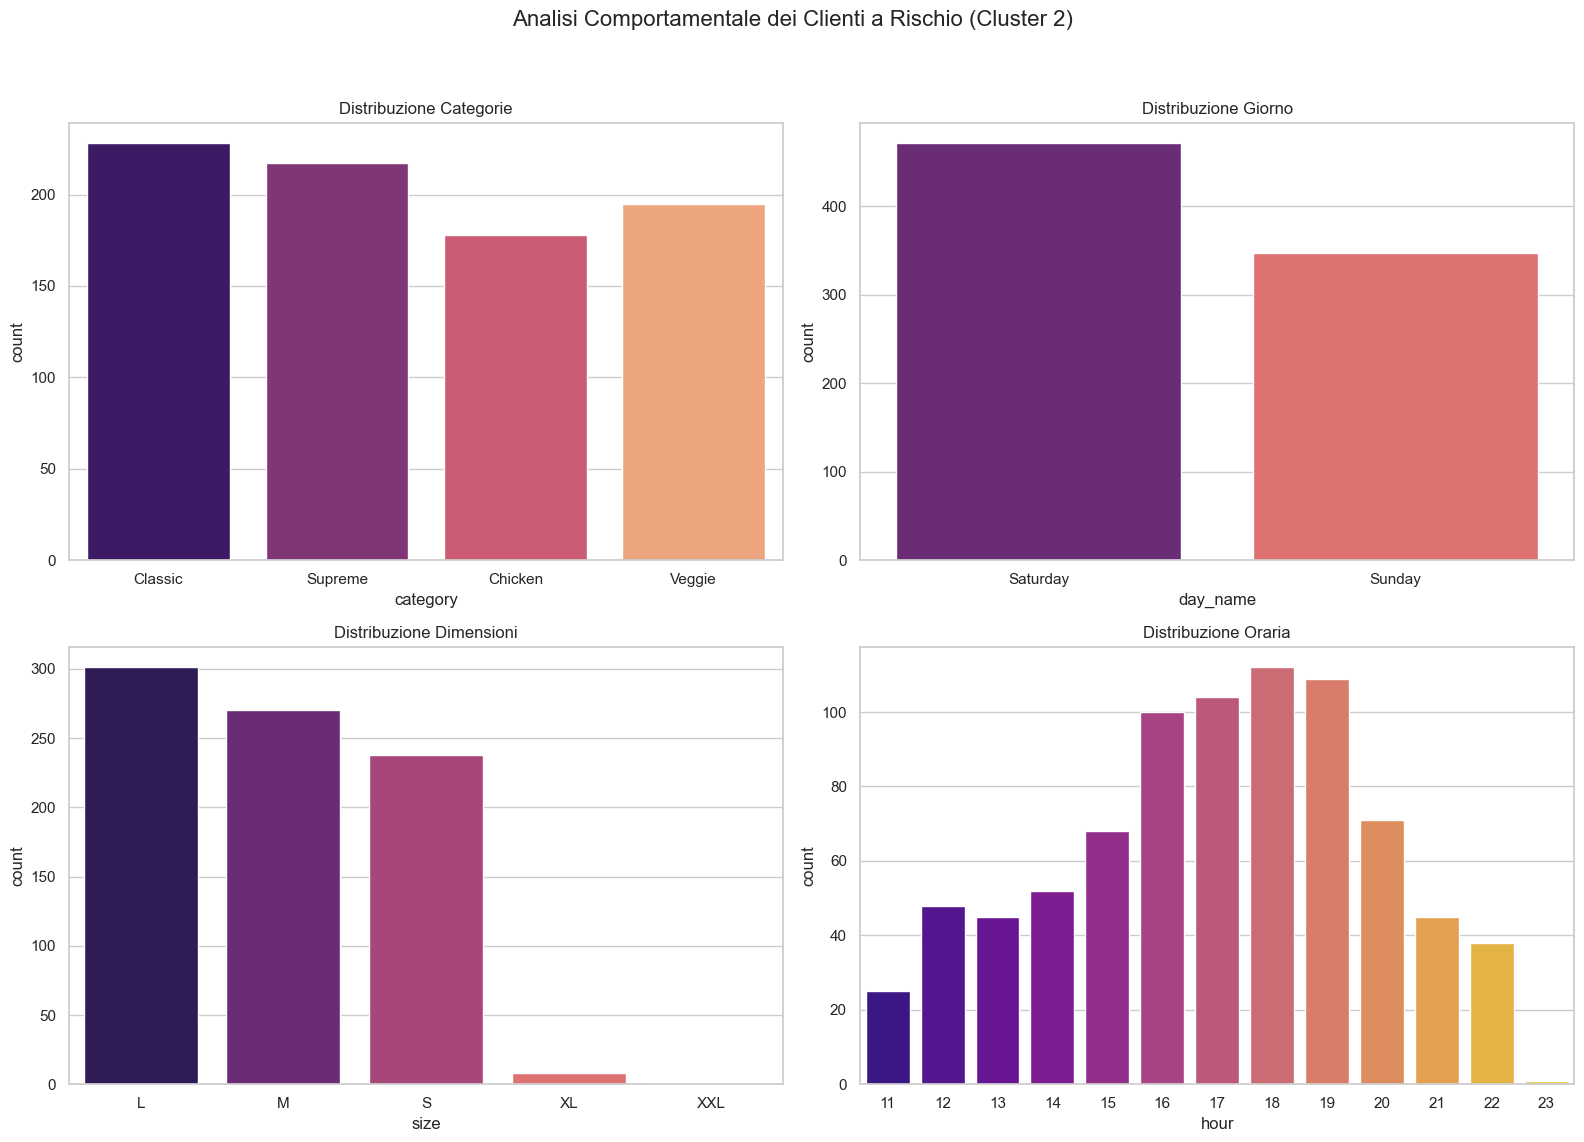 Analisi Comportamentale dei Clienti a Rischio (Cluster 2)
Distribuzione Categorie
count
0
50
100
150
200
Classic Supreme Chicken Veggie
category
Distribuzione Giorno
count
0
100
200
300
400
Saturday Sunday
day_name
Distribuzione Dimensioni
count
0
50
100
150
200
250
300
L M S XL XXL
size
Distribuzione Oraria
count
0
20
40
60
80
100
11 12 13 14 15 16 17 18 19 20 21 22 23
hour